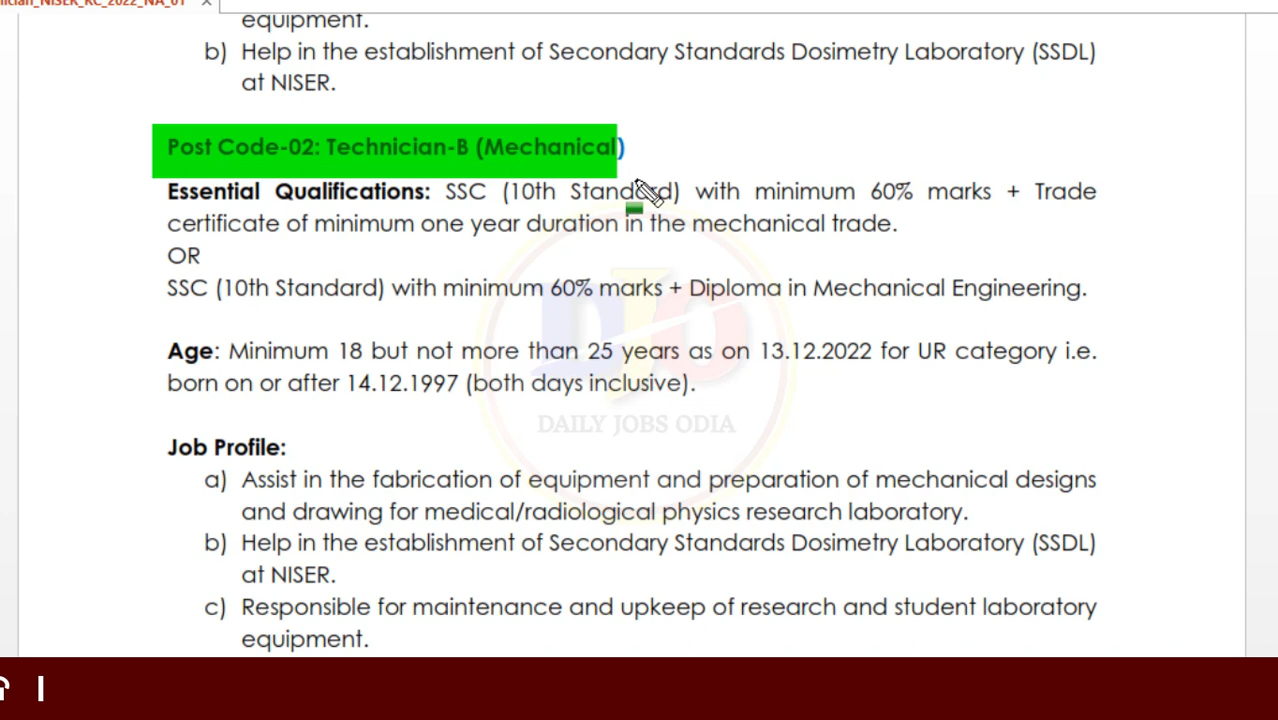 equipment.
b) Help in the establishment of Secondary Standards Dosimetry Laboratory (SSDL)
at NISER.
Post Code-02: Technician-B (Mechanical)
Essential Qualifications: SSC (10th Standard) with minimum 60% marks + Trade
certificate of minimum one year duration in the mechanical trade.
OR
SSC (10th Standard) with minimum 60% marks + Diploma in Mechanical Engineering.
Age: Minimum 18 but not more than 25 years as on 13.12.2022 for UR category i.e.
born on or after 14.12.1997 (both days inclusive).
DAILY JOBS ODIA
Job Profile:
a) Assist in the fabrication of equipment and preparation of mechanical designs
and drawing for medical/radiological physics research laboratory.
b) Help in the establishment of Secondary Standards Dosimetry Laboratory (SSDL)
at NISER.
c) Responsible for maintenance and upkeep of research and student laboratory
equipment.